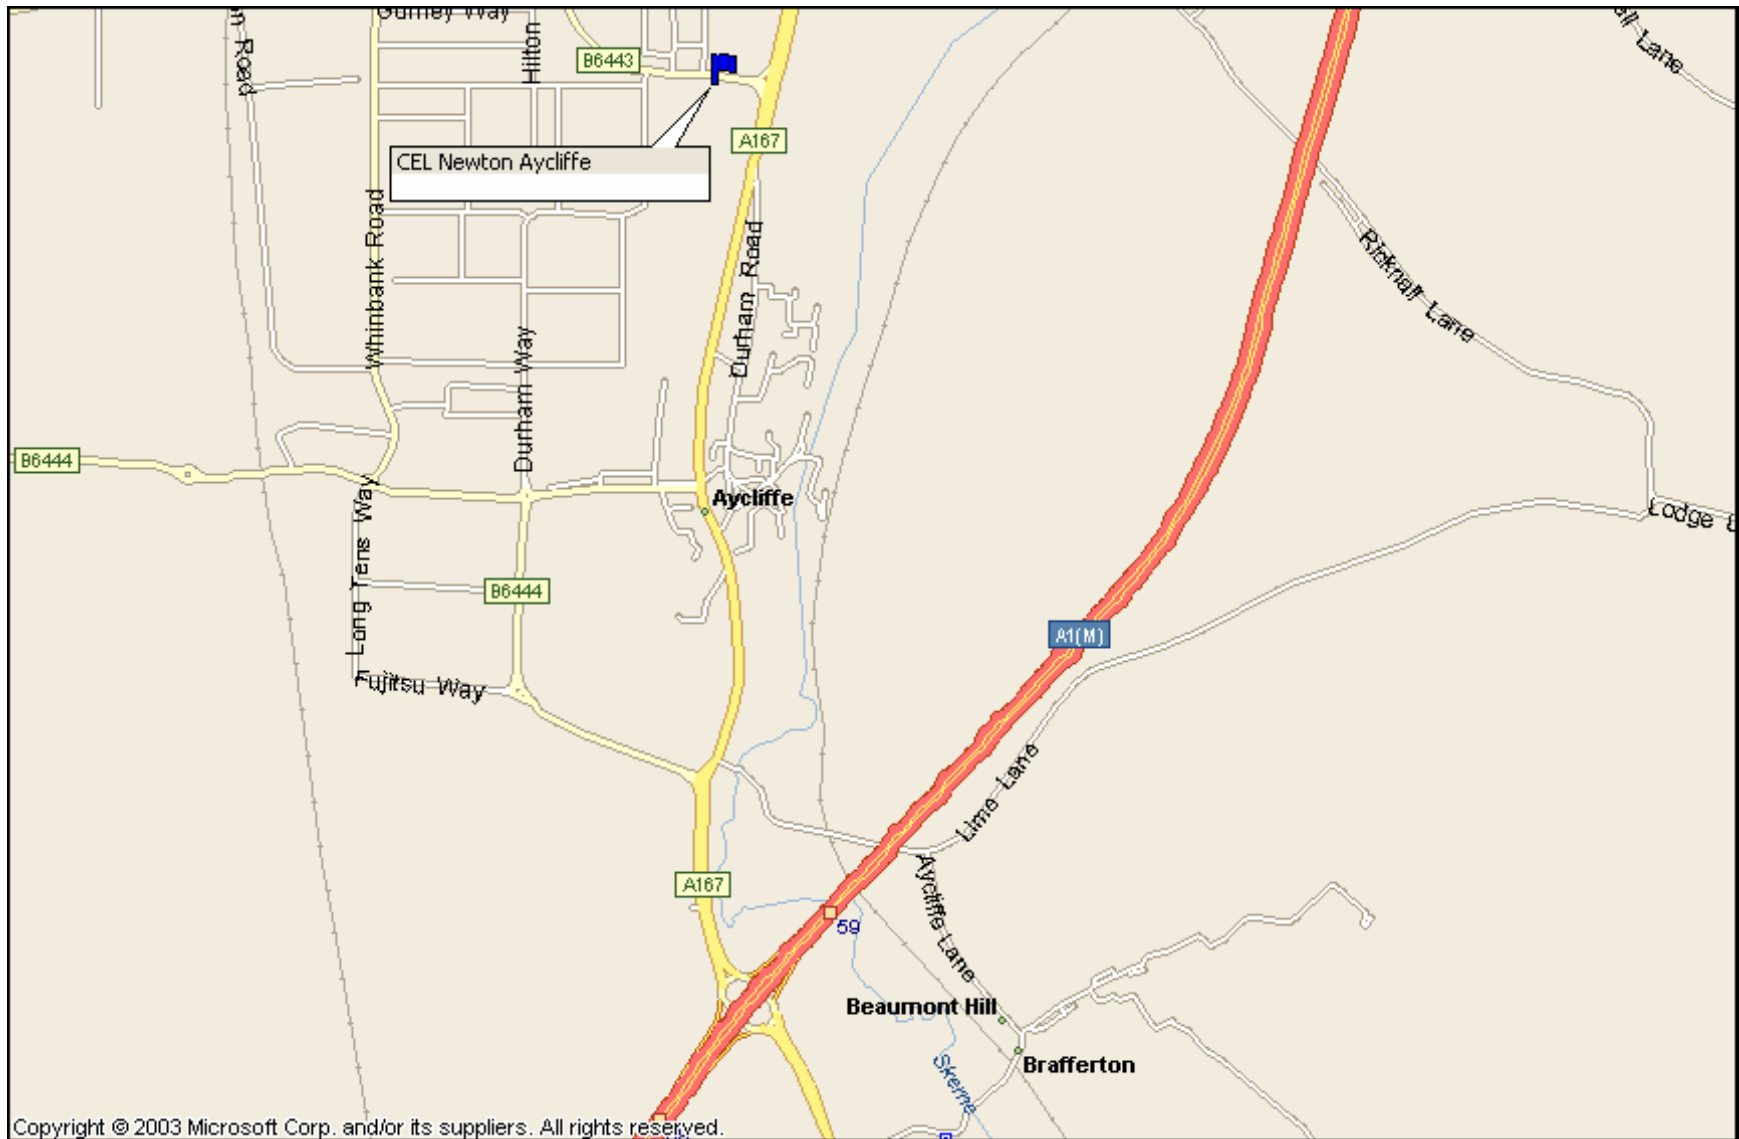 Gurney Way
Road
Hilton
B6443
Lane
A167
CEL Newton Aycliffe
Whinbank Road
Durham Road
Ricknall Lane
Durham Way
B6444
Aycliffe
Long Tens Way
Lodge
B6444
A1(M)
Fujitsu Way
Lime Lane
A167
Aycliffe Lane
59
Beaumont Hill
Brafferton
Skerne
Copyright © 2003 Microsoft Corp. and/or its suppliers. All rights reserved.